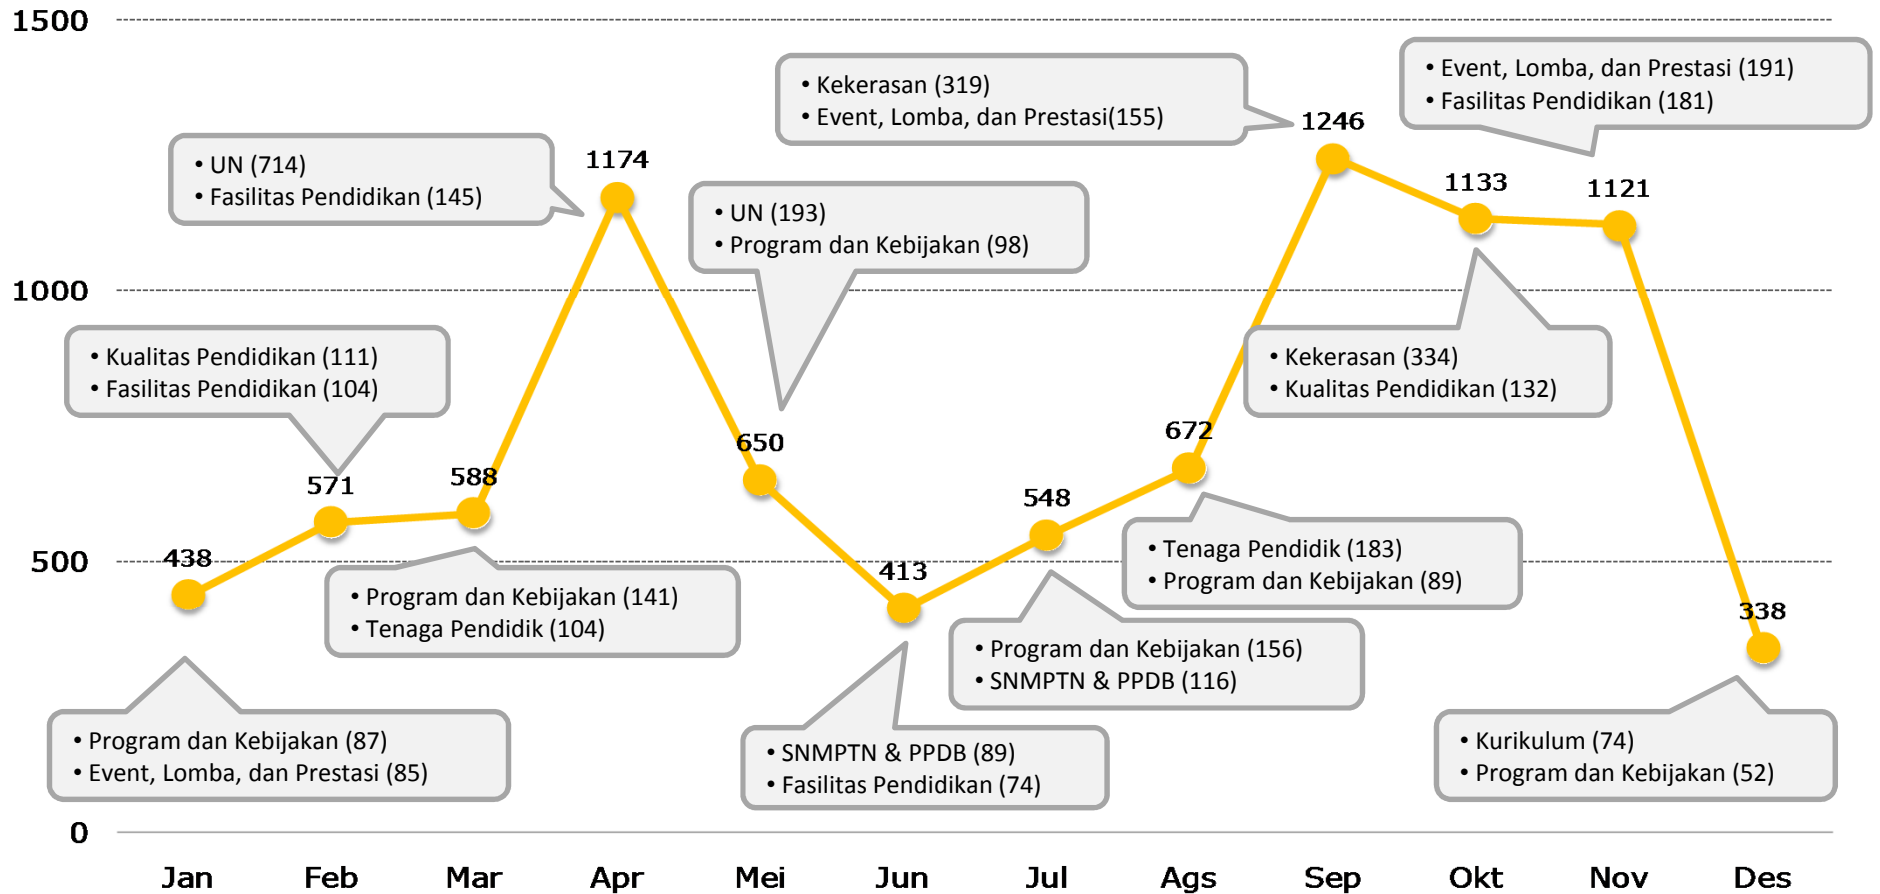 1500
• Event, Lomba, dan Prestasi (191)
• Fasilitas Pendidikan (181)
• Kekerasan (319)
• Event, Lomba, dan Prestasi(155)
1246
• UN (714)
• Fasilitas Pendidikan (145)
1174
1133
1121
• UN (193)
• Program dan Kebijakan (98)
1000
• Kualitas Pendidikan (111)
• Fasilitas Pendidikan (104)
• Kekerasan (334)
• Kualitas Pendidikan (132)
571
588
650
672
548
500
438
413
• Tenaga Pendidik (183)
• Program dan Kebijakan (89)
• Program dan Kebijakan (141)
• Tenaga Pendidik (104)
338
• Program dan Kebijakan (156)
• SNMPTN & PPDB (116)
• Program dan Kebijakan (87)
• Event, Lomba, dan Prestasi (85)
• SNMPTN & PPDB (89)
• Fasilitas Pendidikan (74)
• Kurikulum (74)
• Program dan Kebijakan (52)
0
Jan Feb Mar Apr Mei Jun Jul Ags Sep Okt Nov Des